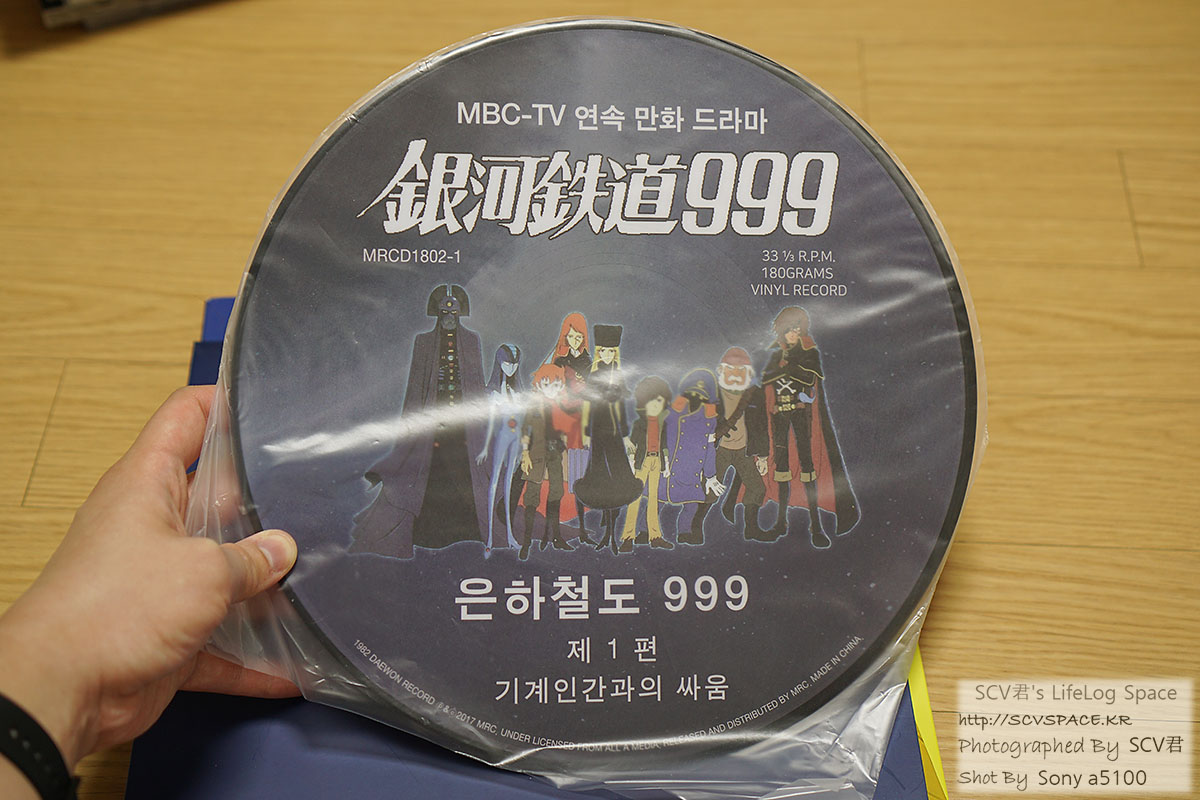 MBC-TV 연속 만화 드라마
銀河鉄道999
MRCD1802-1
33 ⅓ R.P.M.
180GRAMS
VINYL RECORD
은하철도 999
제 1 편
기계인간과의 싸움
1982 DAEWON RECORD ℗ & © 2017 MRC, UNDER LICENSED FROM ALL A MEDIA, RELEASED AND DISTRIBUTED BY MRC. MADE IN CHINA.
SCV君's LifeLog Space
http://SCVSPACE.KR
Photographed By SCV君
Shot By Sony a5100